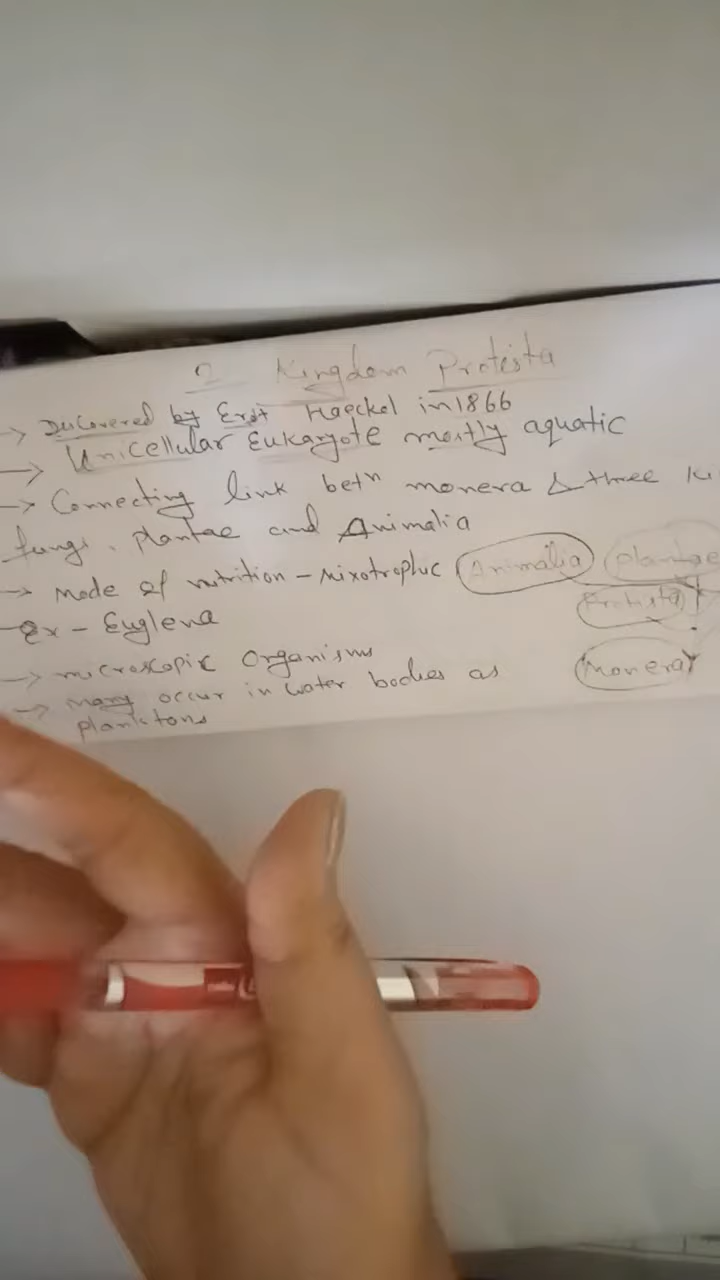 2 Kingdom Protista
→ Discovered by Erst Haeckel in 1866
→ Unicellular Eukaryote mostly aquatic
→ Connecting link betn monera & three Ki
fungi, plantae and Animalia
→ Mode of nutrition - Mixotrophic Animalia Plantae
Ex - Euglena Protista
→ microscopic Organisms
→ many occur in water bodies as Monera
planktons